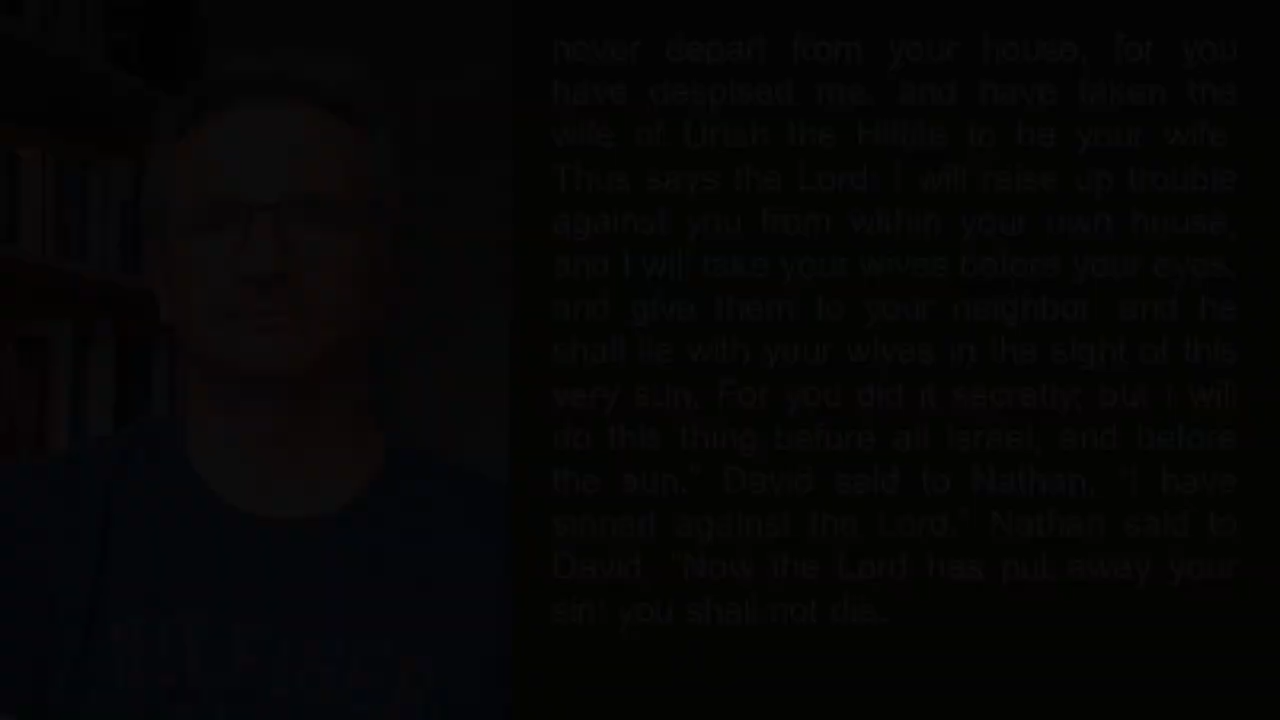 never depart from your house, for you
have despised me, and have taken the
wife of Uriah the Hittite to be your wife.
Thus says the Lord: I will raise up trouble
against you from within your own house;
and I will take your wives before your eyes,
and give them to your neighbor, and he
shall lie with your wives in the sight of this
very sun. For you did it secretly; but I will
do this thing before all Israel, and before
the sun." David said to Nathan, "I have
sinned against the Lord." Nathan said to
David, "Now the Lord has put away your
sin; you shall not die.